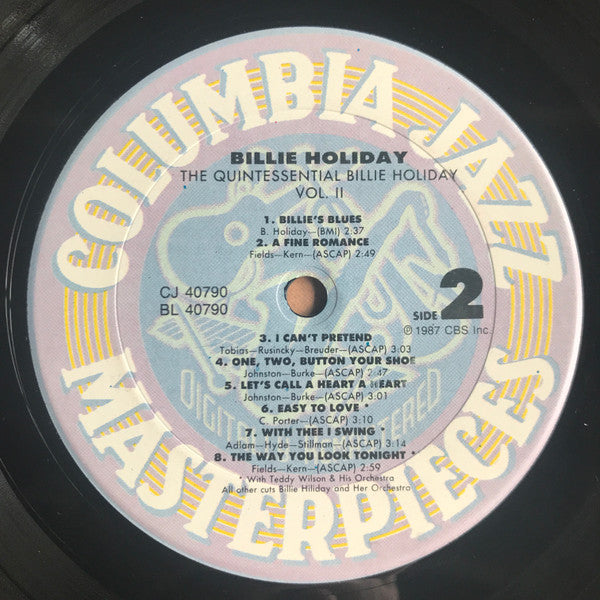 COLUMBIA JAZZ
BILLIE HOLIDAY
THE QUINTESSENTIAL BILLIE HOLIDAY
VOL. II
1. BILLIE'S BLUES
B. Holiday—(BMI) 2:37
2. A FINE ROMANCE
Fields—Kern—(ASCAP) 2:49
CJ 40790
BL 40790
SIDE 2
℗ 1987 CBS Inc.
3. I CAN'T PRETEND
Tobias—Rusincky—Breuder—(ASCAP) 3:03
4. ONE, TWO, BUTTON YOUR SHOE
Johnston—Burke—(ASCAP) 2:47
5. LET'S CALL A HEART A HEART
Johnston—Burke—(ASCAP) 3:01
6. EASY TO LOVE *
C. Porter—(ASCAP) 3:10
7. WITH THEE I SWING *
Adlam—Hyde—Stillman—(ASCAP) 3:14
8. THE WAY YOU LOOK TONIGHT *
Fields—Kern—(ASCAP) 2:59
* With Teddy Wilson & His Orchestra
All other cuts Billie Hiliday and Her Orchestra
MASTERPIECES